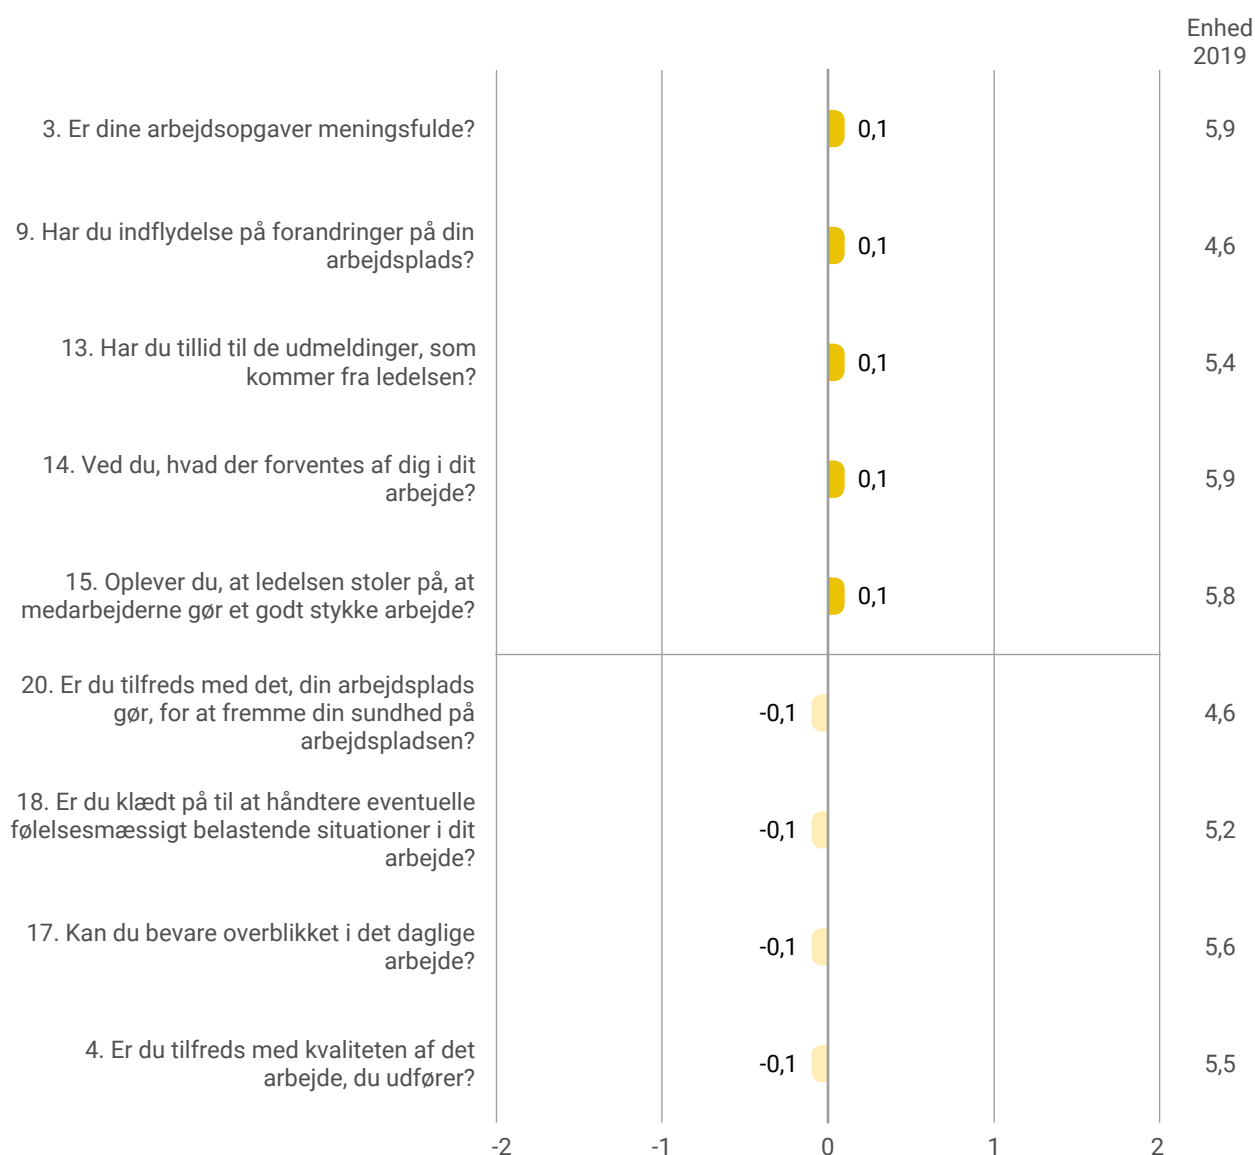 Enhed
2019
3. Er dine arbejdsopgaver meningsfulde?
0,1
5,9
9. Har du indflydelse på forandringer på din
arbejdsplads?
0,1
4,6
13. Har du tillid til de udmeldinger, som
kommer fra ledelsen?
0,1
5,4
14. Ved du, hvad der forventes af dig i dit
arbejde?
0,1
5,9
15. Oplever du, at ledelsen stoler på, at
medarbejderne gør et godt stykke arbejde?
0,1
5,8
20. Er du tilfreds med det, din arbejdsplads
gør, for at fremme din sundhed på
arbejdspladsen?
-0,1
4,6
18. Er du klædt på til at håndtere eventuelle
følelsesmæssigt belastende situationer i dit
arbejde?
-0,1
5,2
17. Kan du bevare overblikket i det daglige
arbejde?
-0,1
5,6
4. Er du tilfreds med kvaliteten af det
arbejde, du udfører?
-0,1
5,5
-2 -1 0 1 2